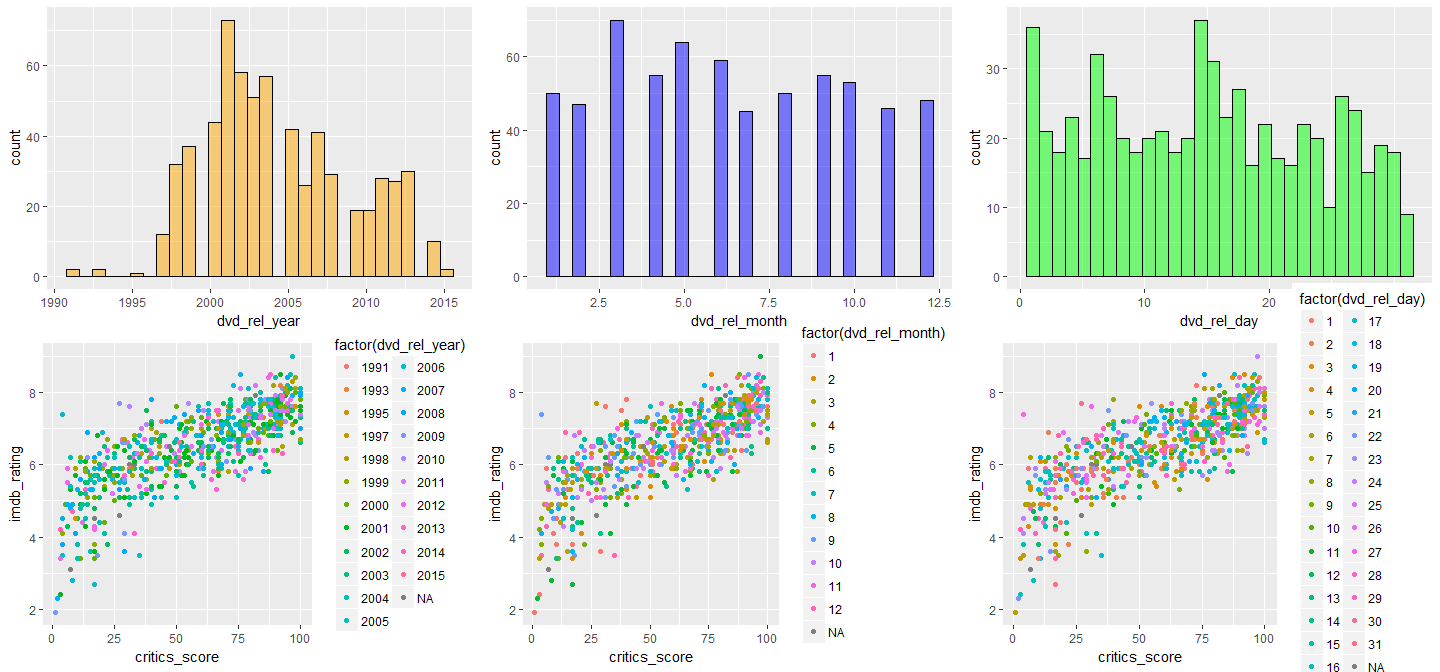 60
40
20
0
count
1990 1995 2000 2005 2010 2015
dvd_rel_year
60
40
20
0
count
2.5 5.0 7.5 10.0 12.5
dvd_rel_month
30
20
10
0
count
0 10 20
dvd_rel_day
8
6
4
2
imdb_rating
0 25 50 75 100
critics_score
factor(dvd_rel_year)
1991 2006
1993 2007
1995 2008
1997 2009
1998 2010
1999 2011
2000 2012
2001 2013
2002 2014
2003 2015
2004 NA
2005
8
6
4
2
imdb_rating
0 25 50 75 100
critics_score
factor(dvd_rel_month)
1
2
3
4
5
6
7
8
9
10
11
12
NA
8
6
4
2
imdb_rating
0 25 50 75 100
critics_score
factor(dvd_rel_day)
1 17
2 18
3 19
4 20
5 21
6 22
7 23
8 24
9 25
10 26
11 27
12 28
13 29
14 30
15 31
16 NA